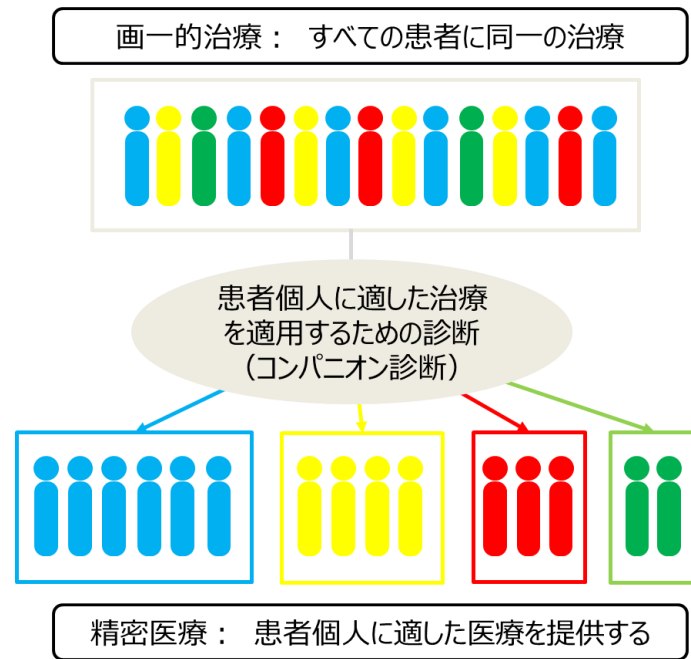 画一的治療： すべての患者に同一の治療
患者個人に適した治療
を適用するための診断
（コンパニオン診断）
精密医療： 患者個人に適した医療を提供する